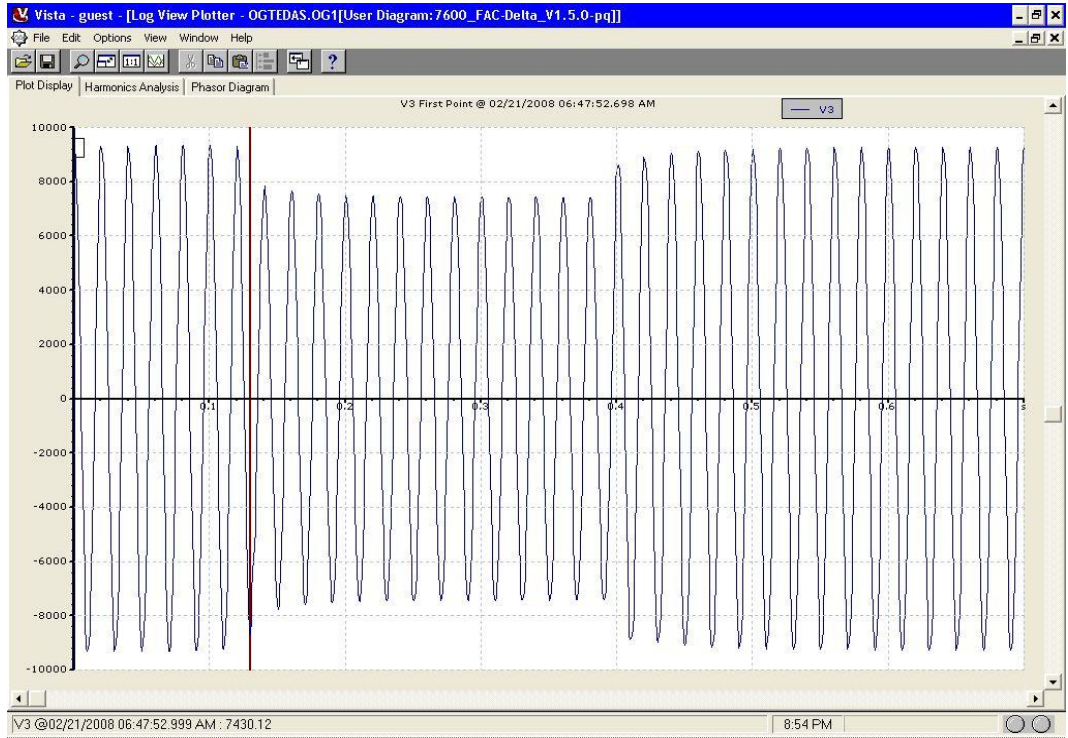 Vista - guest - [Log View Plotter - OGTEDAS.OG1[User Diagram:7600_FAC-Delta_V1.5.0-pq]]
File Edit Options View Window Help
1:1 ?
Plot Display Harmonics Analysis Phasor Diagram
V3 First Point @ 02/21/2008 06:47:52.698 AM
V3
10000
8000
6000
4000
2000
0
0.1 0.2 0.3 0.4 0.5 0.6 s
-2000
-4000
-6000
-8000
-10000
V3 @02/21/2008 06:47:52.999 AM : 7430.12
8:54 PM